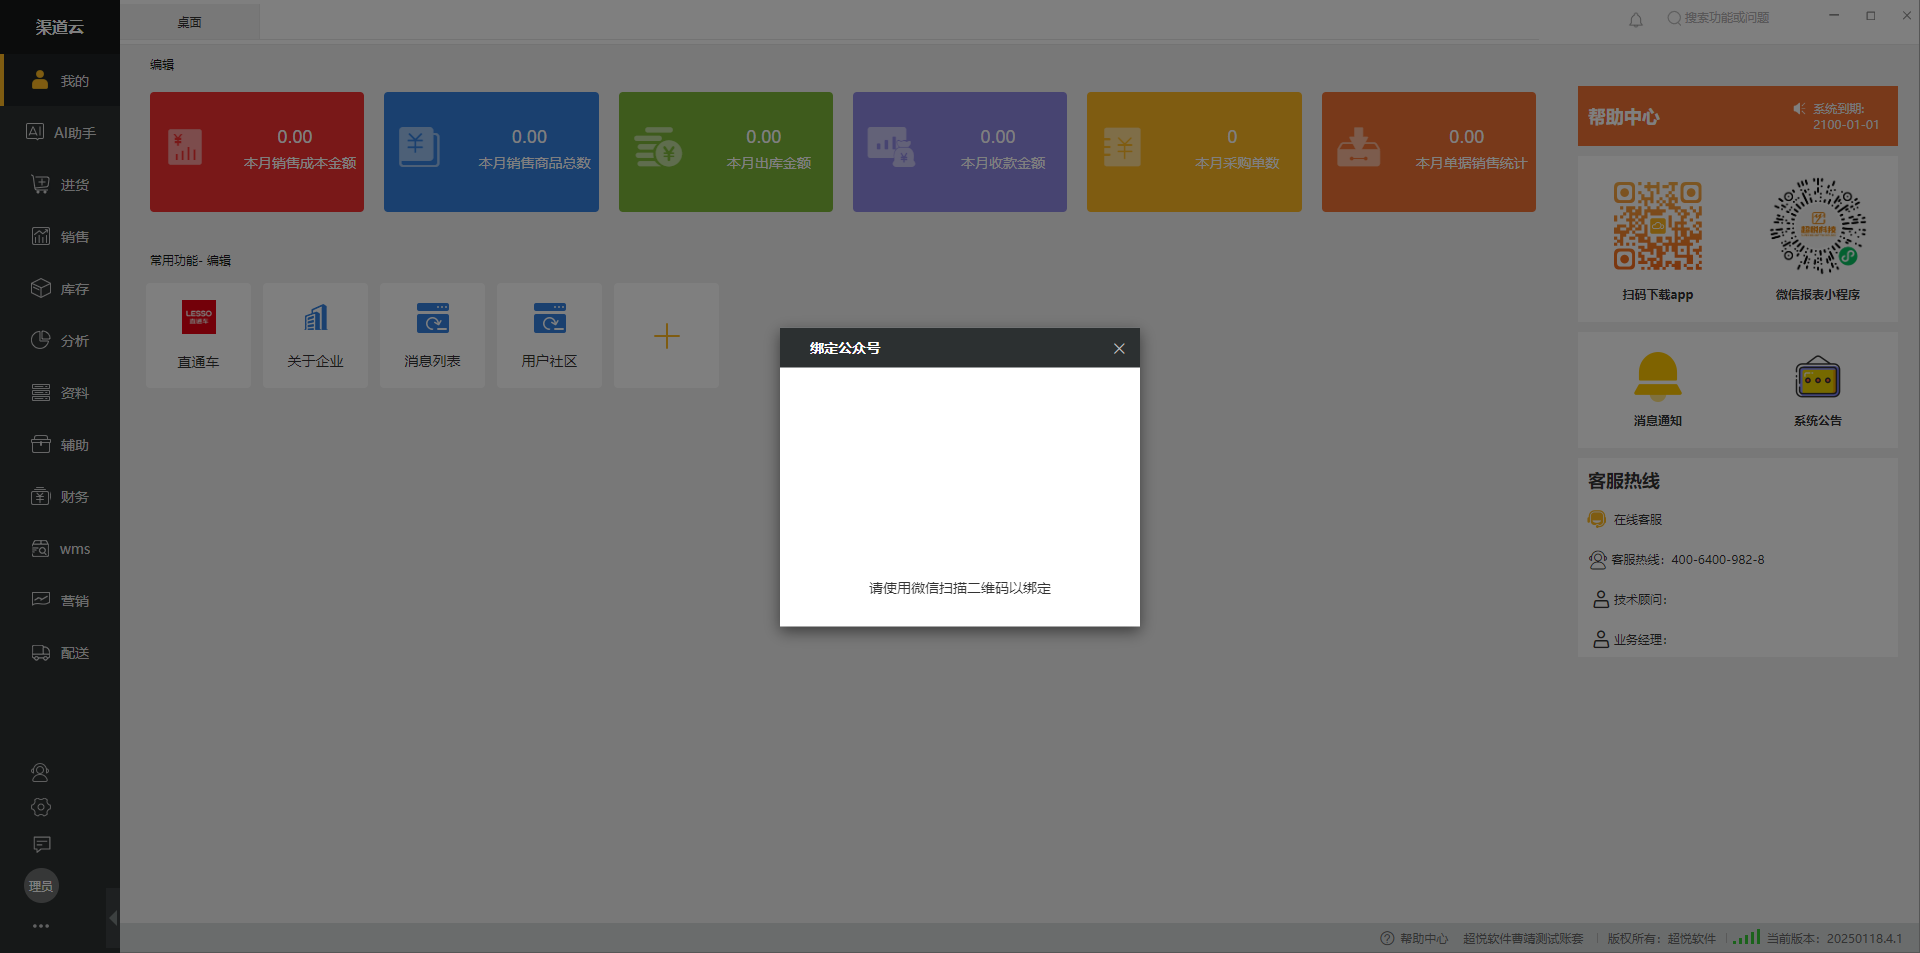 渠道云
桌面
搜索功能或问题
我的
AI助手
进货
销售
库存
分析
资料
辅助
财务
wms
营销
配送
理员
编辑
0.00
本月销售成本金额
0.00
本月销售商品总数
0.00
本月出库金额
0.00
本月收款金额
0
本月采购单数
0.00
本月单据销售统计
常用功能- 编辑
LESSO
直通车
直通车
关于企业
消息列表
用户社区
绑定公众号
请使用微信扫描二维码以绑定
帮助中心
系统到期:
2100-01-01
扫码下载app
微信报表小程序
消息通知
系统公告
客服热线
在线客服
客服热线：400-6400-982-8
技术顾问：
业务经理：
帮助中心
超悦软件曹靖测试账套
版权所有：超悦软件
当前版本：20250118.4.1